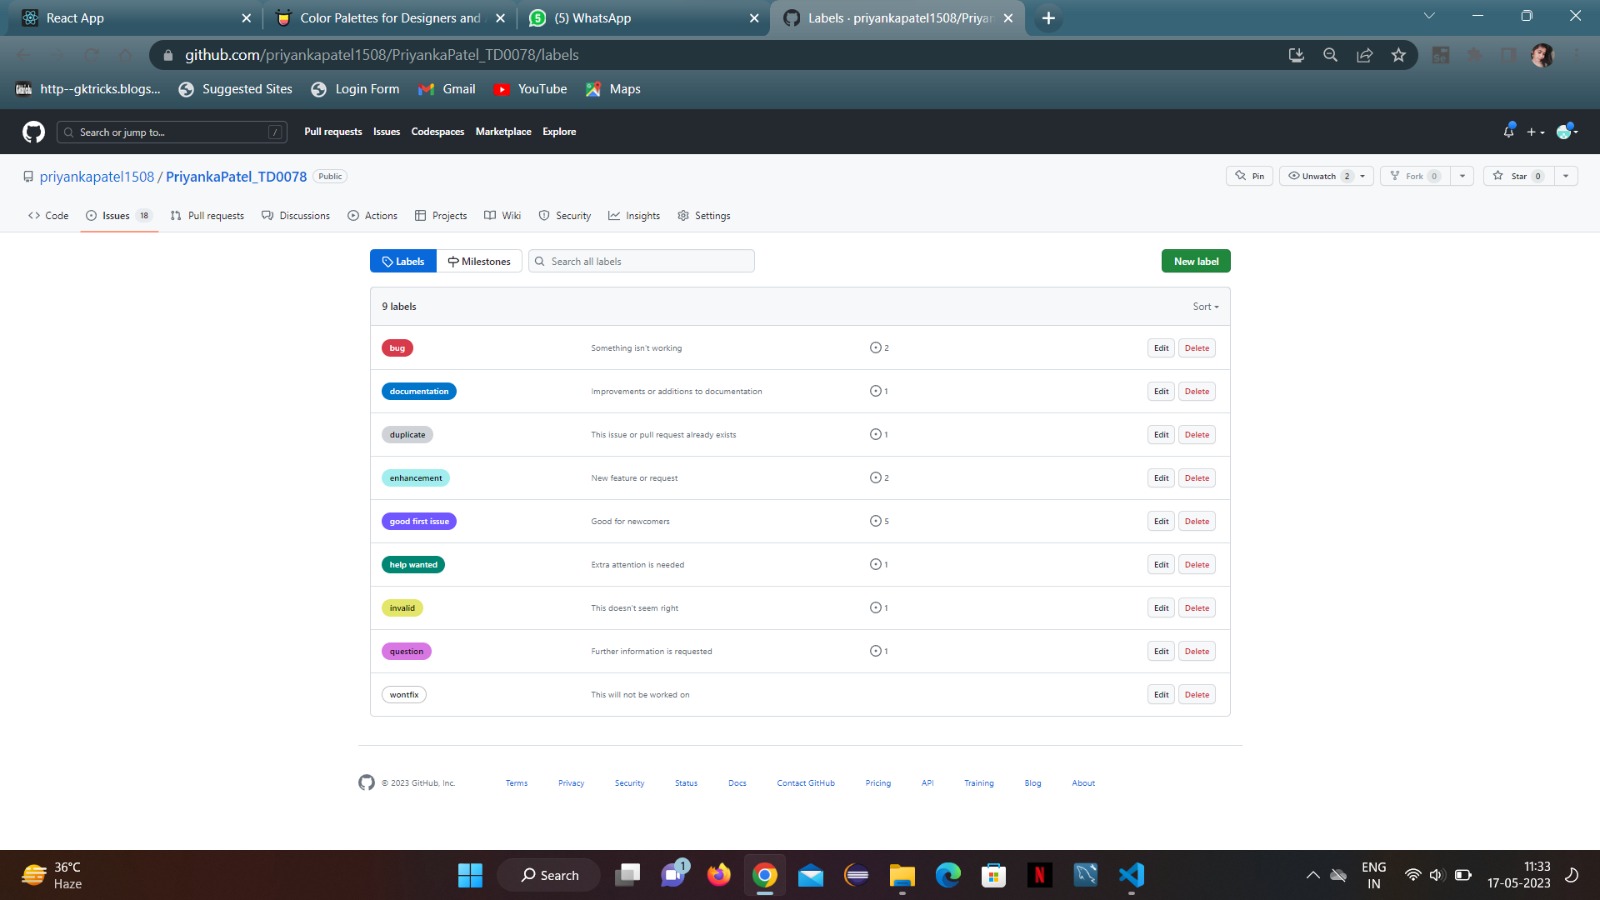 React App
Color Palettes for Designers and
(5) WhatsApp
Labels · priyankapatel1508/Priyan
github.com/priyankapatel1508/PriyankaPatel_TD0078/labels
http--gktricks.blogs...
Suggested Sites
Login Form
Gmail
YouTube
Maps
Search or jump to...
/
Pull requests
Issues
Codespaces
Marketplace
Explore
priyankapatel1508 / PriyankaPatel_TD0078
Public
Pin
Unwatch 2
Fork 0
Star 0
Code
Issues 18
Pull requests
Discussions
Actions
Projects
Wiki
Security
Insights
Settings
Labels
Milestones
Search all labels
New label
9 labels
Sort
bug
Something isn't working
2
Edit
Delete
documentation
Improvements or additions to documentation
1
Edit
Delete
duplicate
This issue or pull request already exists
1
Edit
Delete
enhancement
New feature or request
2
Edit
Delete
good first issue
Good for newcomers
5
Edit
Delete
help wanted
Extra attention is needed
1
Edit
Delete
invalid
This doesn't seem right
1
Edit
Delete
question
Further information is requested
1
Edit
Delete
wontfix
This will not be worked on
Edit
Delete
© 2023 GitHub, Inc.
Terms
Privacy
Security
Status
Docs
Contact GitHub
Pricing
API
Training
Blog
About
36°C
Haze
Search
1
ENG
IN
11:33
17-05-2023